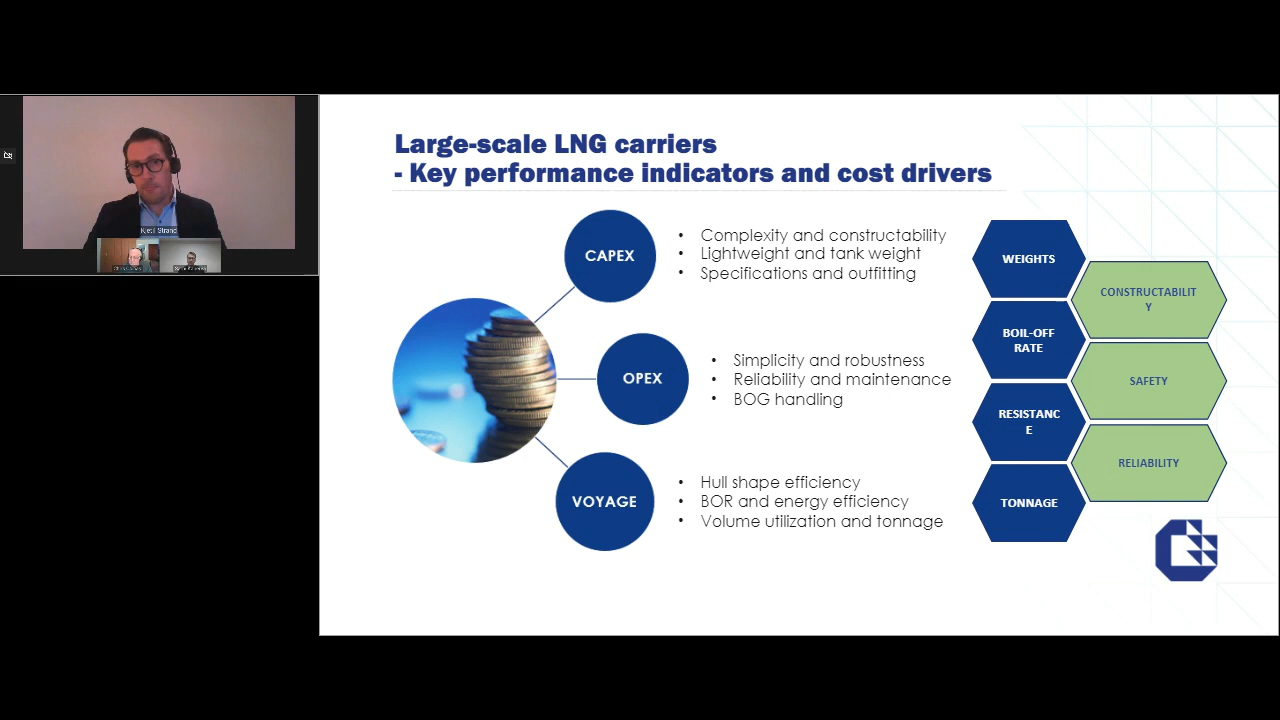 Kjetil Strand
Large-scale LNG carriers
- Key performance indicators and cost drivers
CAPEX
• Complexity and constructability
• Lightweight and tank weight
• Specifications and outfitting
OPEX
• Simplicity and robustness
• Reliability and maintenance
• BOG handling
VOYAGE
• Hull shape efficiency
• BOR and energy efficiency
• Volume utilization and tonnage
WEIGHTS
BOIL-OFF
RATE
RESISTANC
E
TONNAGE
CONSTRUCTABILIT
Y
SAFETY
RELIABILITY